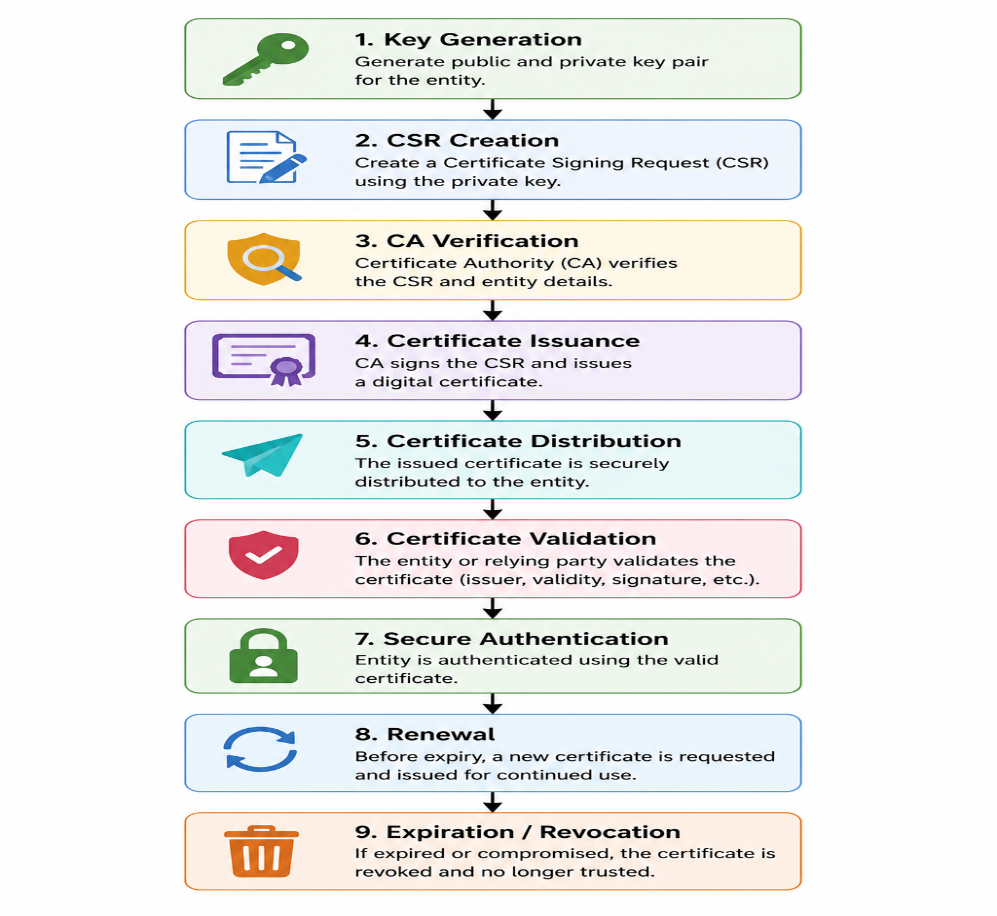 1. Key Generation
Generate public and private key pair
for the entity.
2. CSR Creation
Create a Certificate Signing Request (CSR)
using the private key.
3. CA Verification
Certificate Authority (CA) verifies
the CSR and entity details.
4. Certificate Issuance
CA signs the CSR and issues
a digital certificate.
5. Certificate Distribution
The issued certificate is securely
distributed to the entity.
6. Certificate Validation
The entity or relying party validates the
certificate (issuer, validity, signature, etc.).
7. Secure Authentication
Entity is authenticated using the valid
certificate.
8. Renewal
Before expiry, a new certificate is requested
and issued for continued use.
9. Expiration / Revocation
If expired or compromised, the certificate is
revoked and no longer trusted.